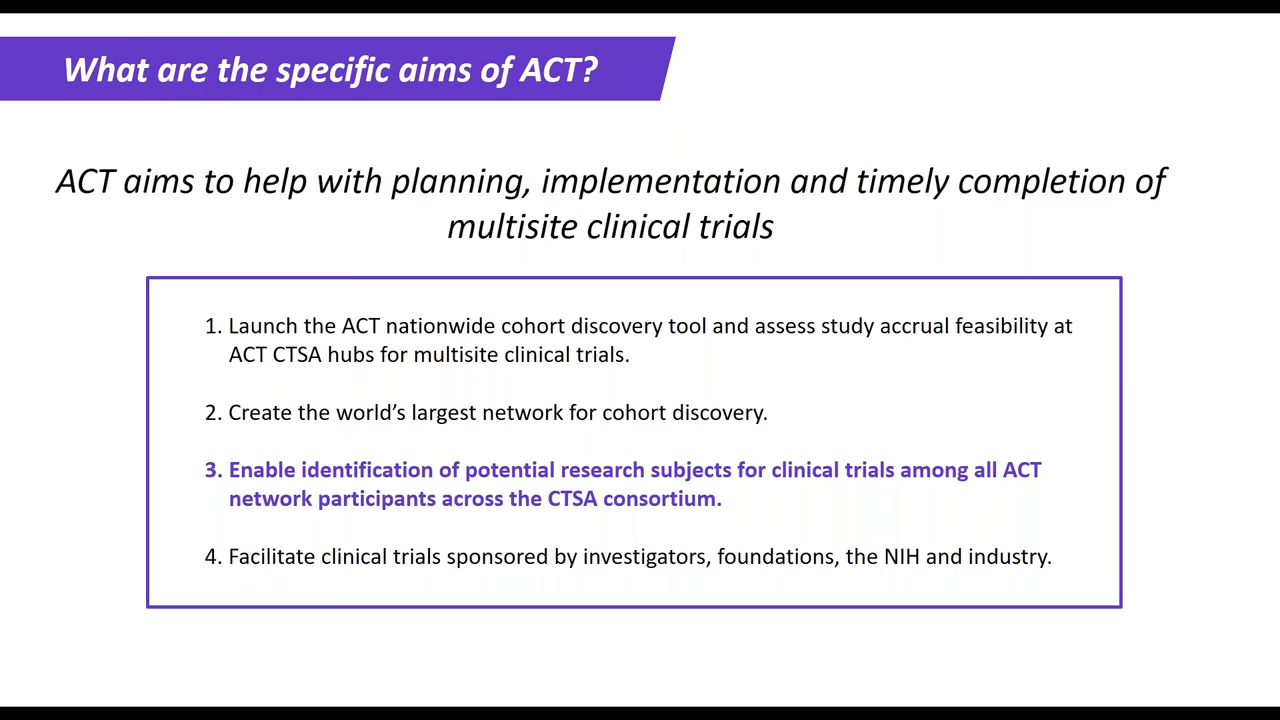 What are the specific aims of ACT?
ACT aims to help with planning, implementation and timely completion of
multisite clinical trials
1. Launch the ACT nationwide cohort discovery tool and assess study accrual feasibility at
ACT CTSA hubs for multisite clinical trials.
2. Create the world’s largest network for cohort discovery.
3. Enable identification of potential research subjects for clinical trials among all ACT
network participants across the CTSA consortium.
4. Facilitate clinical trials sponsored by investigators, foundations, the NIH and industry.